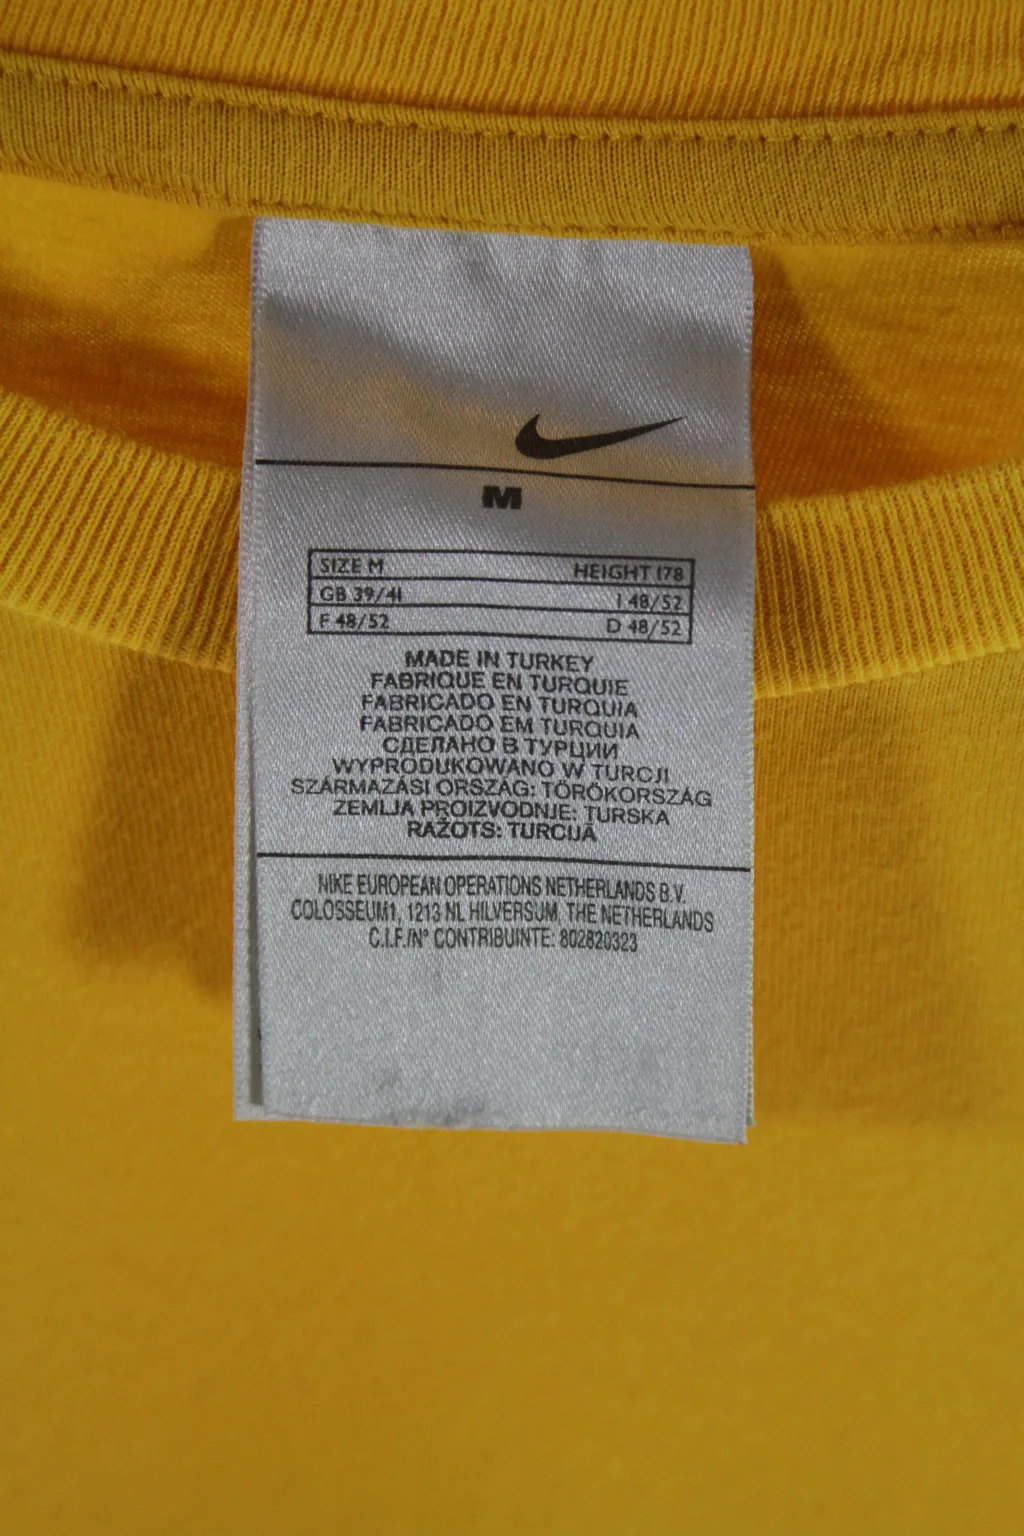 M
SIZE M HEIGHT 178
GB 39/41 I 48/52
F 48/52 D 48/52
MADE IN TURKEY
FABRIQUE EN TURQUIE
FABRICADO EN TURQUIA
FABRICADO EM TURQUIA
СДЕЛАНО В ТУРЦИИ
WYPRODUKOWANO W TURCJI
SZÁRMAZÁSI ORSZÁG: TÖRÖKORSZÁG
ZEMLJA PROIZVODNJE: TURSKA
RAŽOTS: TURCIJĀ
NIKE EUROPEAN OPERATIONS NETHERLANDS B.V.
COLOSSEUM1, 1213 NL HILVERSUM, THE NETHERLANDS
C.I.F./N° CONTRIBUINTE: 802820323